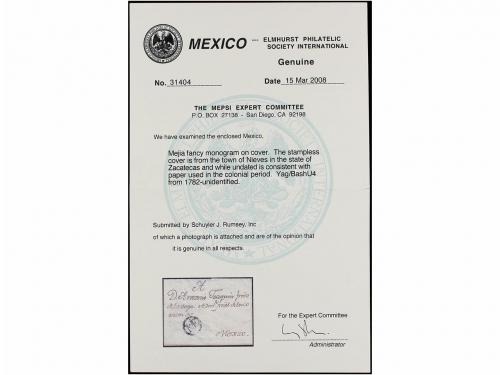 MEXICO
ELMHURST PHILATELIC
SOCIETY INTERNATIONAL
Genuine
No. 31404
Date 15 Mar 2008
THE MEPSI EXPERT COMMITTEE
P.O. BOX 27138 - San Diego, CA 92198
We have examined the enclosed Mexico,
Mejia fancy monogram on cover. The stampless
cover is from the town of Nieves in the state of
Zacatecas and while undated is consistent with
paper used in the colonial period. Yag/BashU4
from 1782-unidentified.
Submitted by Schuyler J. Rumsey, Inc
of which a photograph is attached and are of the opinion that
it is genuine in all respects.
A
Mexico.
For the Expert Committee
Administrator